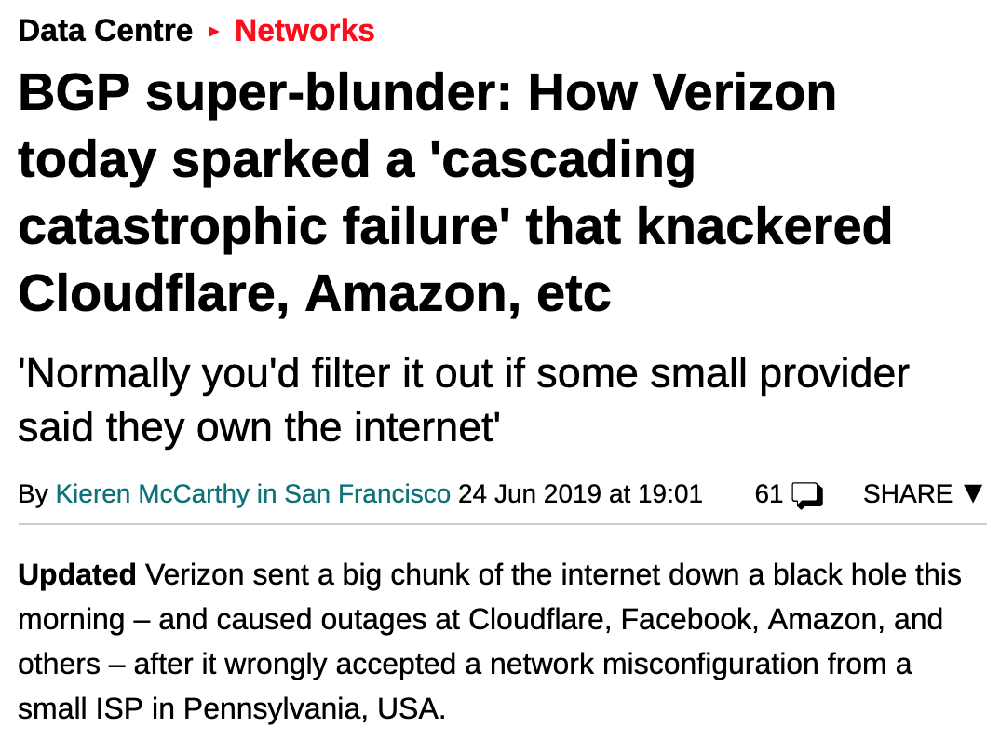 Data Centre ▸ Networks
BGP super-blunder: How Verizon
today sparked a 'cascading
catastrophic failure' that knackered
Cloudflare, Amazon, etc
'Normally you'd filter it out if some small provider
said they own the internet'
By Kieren McCarthy in San Francisco 24 Jun 2019 at 19:01 61 SHARE ▼
Updated Verizon sent a big chunk of the internet down a black hole this
morning – and caused outages at Cloudflare, Facebook, Amazon, and
others – after it wrongly accepted a network misconfiguration from a
small ISP in Pennsylvania, USA.